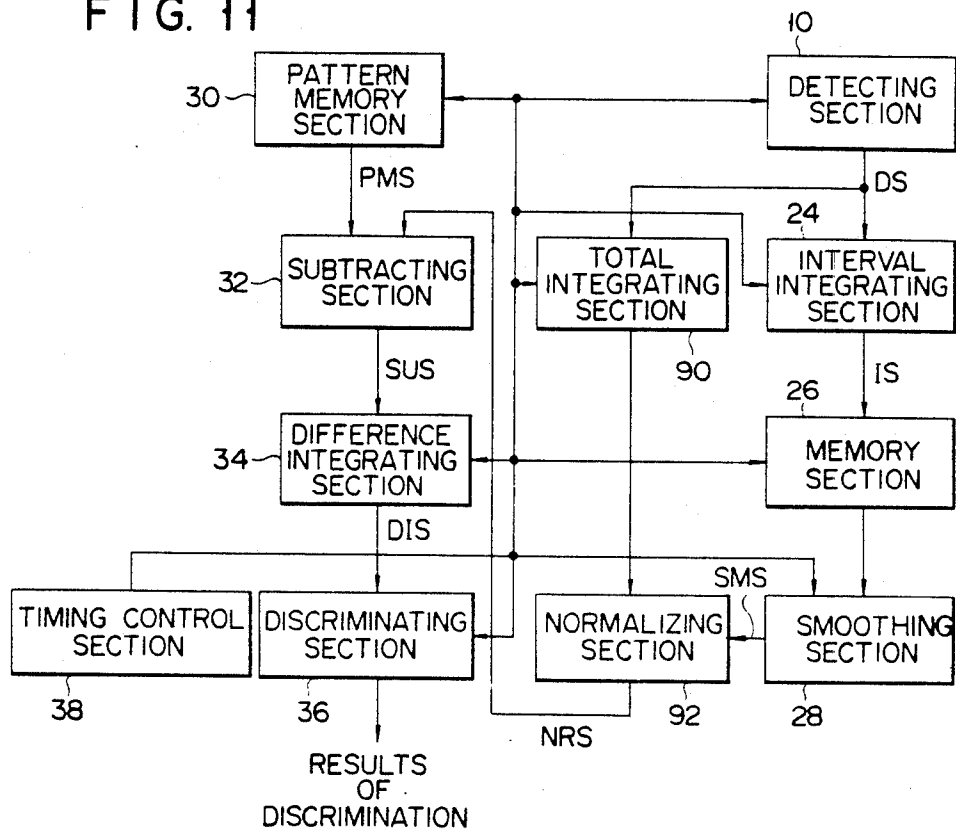 FIG. 11
10
PATTERN
MEMORY
SECTION
30
DETECTING
SECTION
PMS
DS
24
SUBTRACTING
SECTION
32
TOTAL
INTEGRATING
SECTION
90
INTERVAL
INTEGRATING
SECTION
SUS
IS
26
DIFFERENCE
INTEGRATING
SECTION
34
MEMORY
SECTION
DIS
SMS
TIMING CONTROL
SECTION
38
DISCRIMINATING
SECTION
36
NORMALIZING
SECTION
92
SMOOTHING
SECTION
28
NRS
RESULTS
OF
DISCRIMINATION